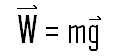 W⃗ = mg⃗